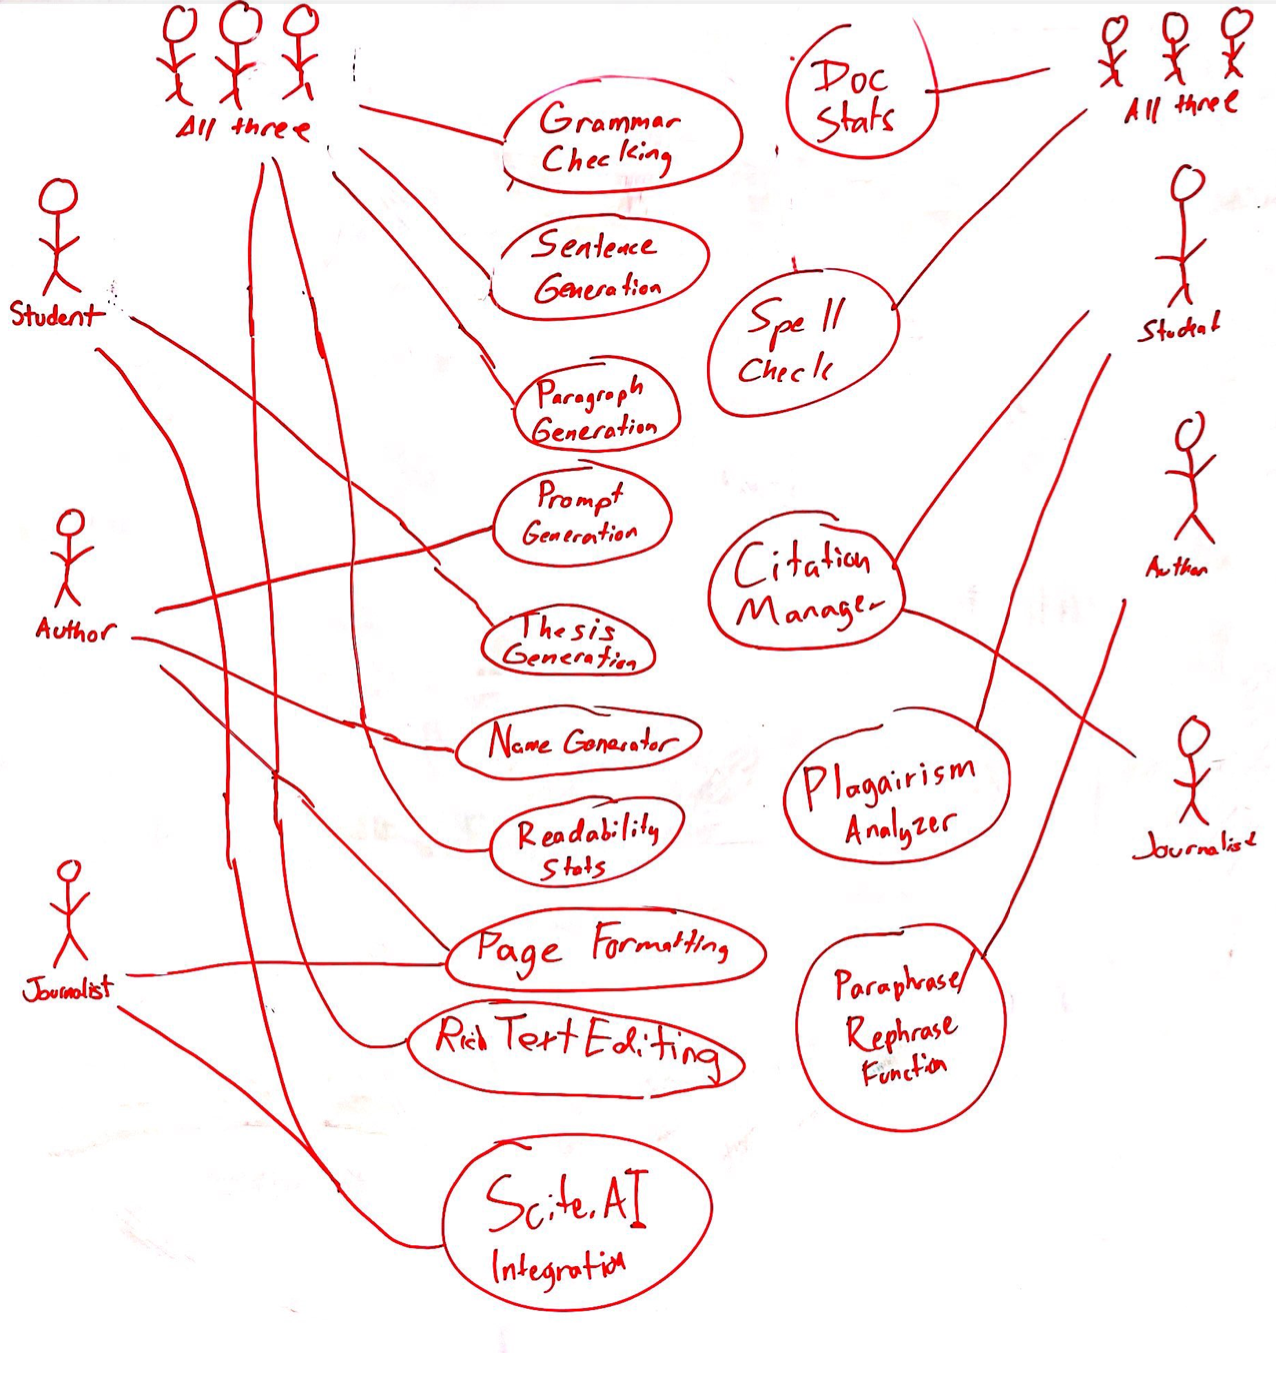 All three
Grammar
Checking
Sentence
Generation
Paragraph
Generation
Prompt
Generation
Thesis
Generation
Name Generator
Readability
Stats
Page Formatting
Rich Text Editing
Scite.AI
Integration
Student
Author
Journalist
Doc
Stats
Spell
Check
Citation
Manager
Plagairism
Analyzer
Paraphrase/
Rephrase
Function
All three
Student
Author
Journalist